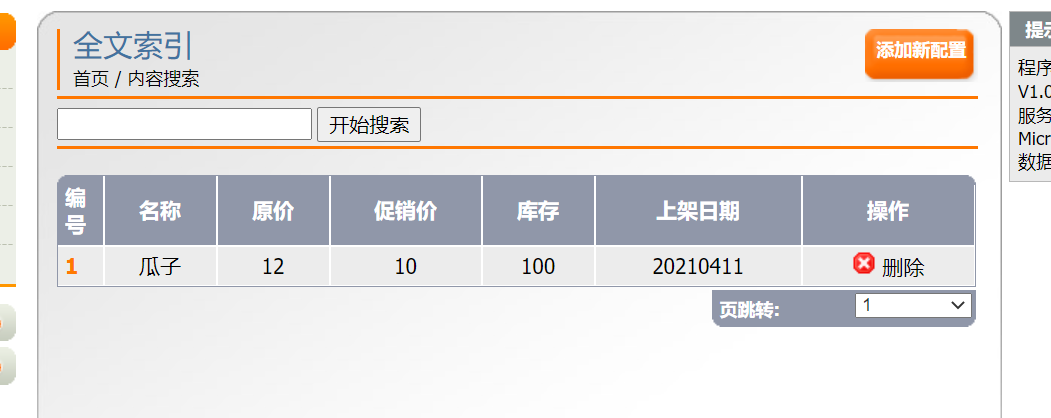 全文索引
首页 / 内容搜索
添加新配置
开始搜索
编号 名称 原价 促销价 库存 上架日期 操作
1 瓜子 12 10 100 20210411 删除
页跳转: 1
提示
程序
V1.0
服务
Micr
数据